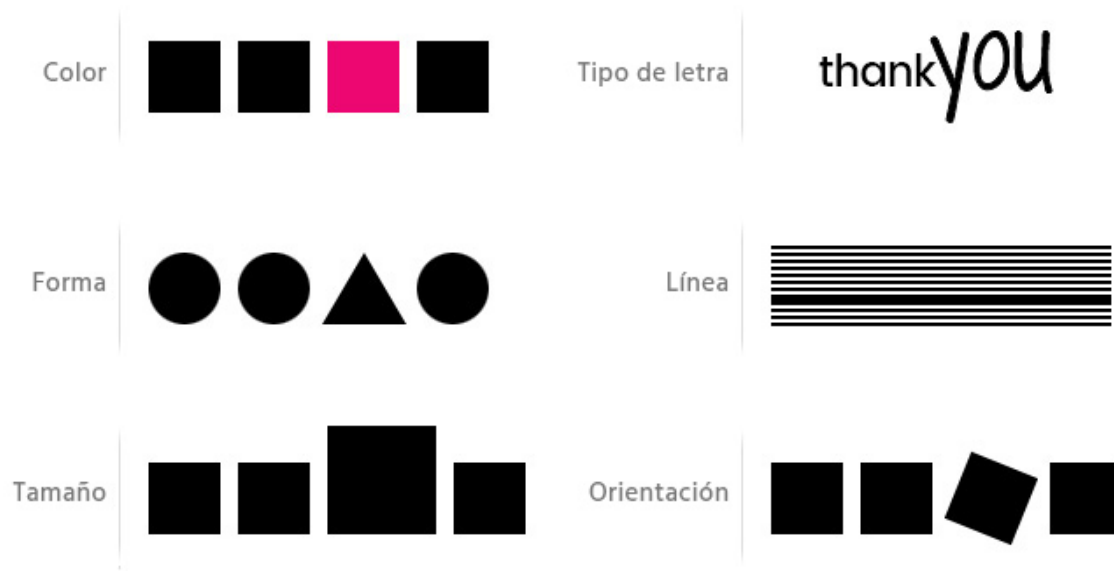 Color
Tipo de letra
thankyou
Forma
Línea
Tamaño
Orientación